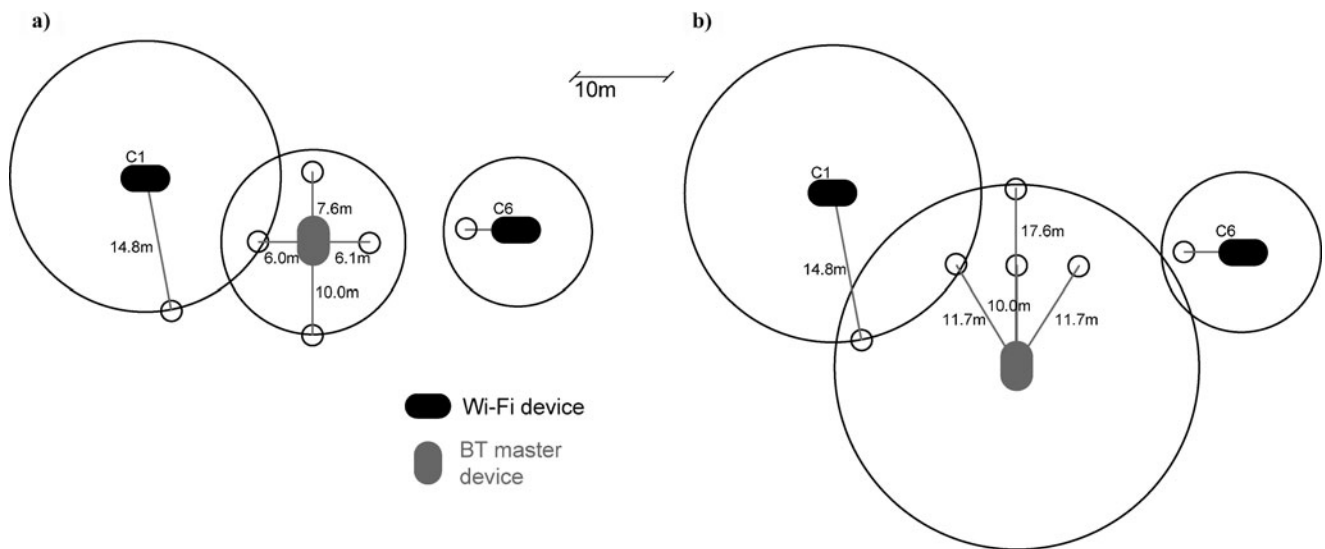 a)
C1
14.8m
7.6m
6.0m
6.1m
10.0m
C6
10m
Wi-Fi device
BT master
device
b)
C1
14.8m
17.6m
11.7m
10.0m
11.7m
C6